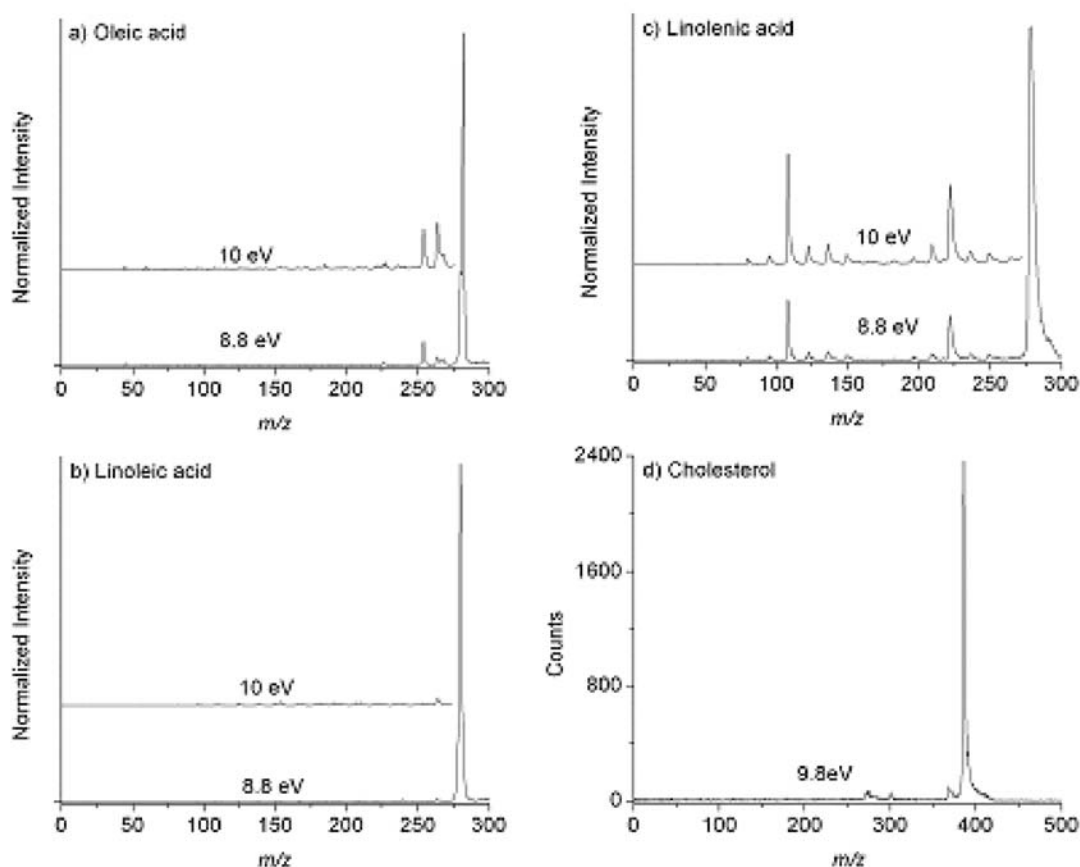 a) Oleic acid
Normalized Intensity
10 eV
8.8 eV
0 50 100 150 200 250 300
m/z
c) Linolenic acid
Normalized Intensity
10 eV
8.8 eV
0 50 100 150 200 250 300
m/z
b) Linoleic acid
Normalized Intensity
10 eV
8.8 eV
0 50 100 150 200 250 300
m/z
d) Cholesterol
Counts
2400
1600
800
0
9.8eV
0 100 200 300 400 500
m/z